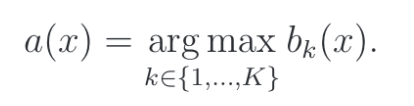 a(x) = arg max b_k(x).
k∈{1,...,K}